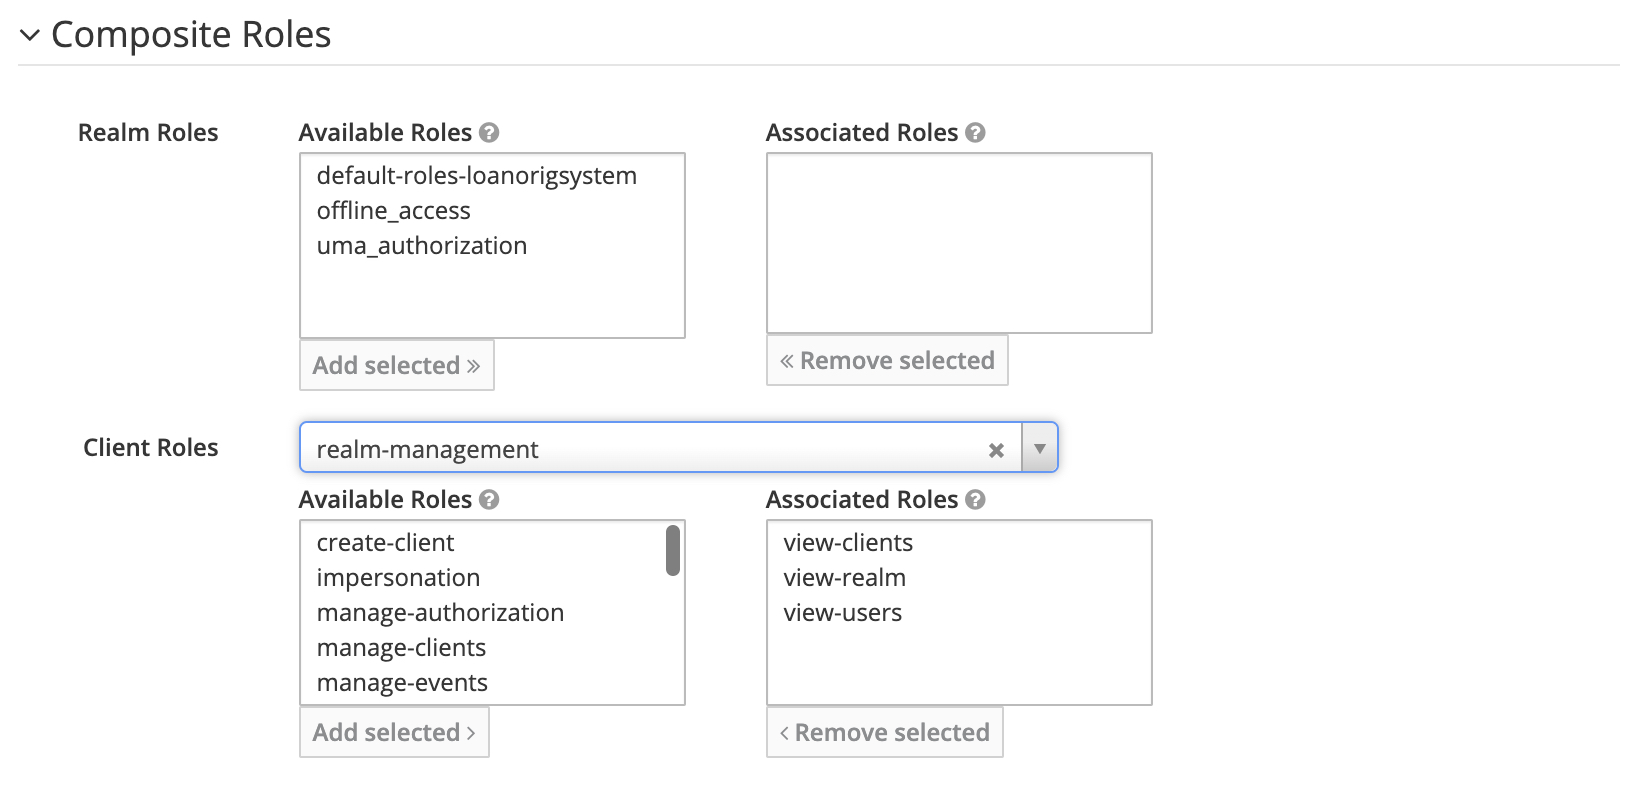 Composite Roles
Realm Roles
Available Roles
default-roles-loanorigsystem
offline_access
uma_authorization
Add selected »
Associated Roles
« Remove selected
Client Roles
realm-management
Available Roles
create-client
impersonation
manage-authorization
manage-clients
manage-events
Add selected ›
Associated Roles
view-clients
view-realm
view-users
‹ Remove selected